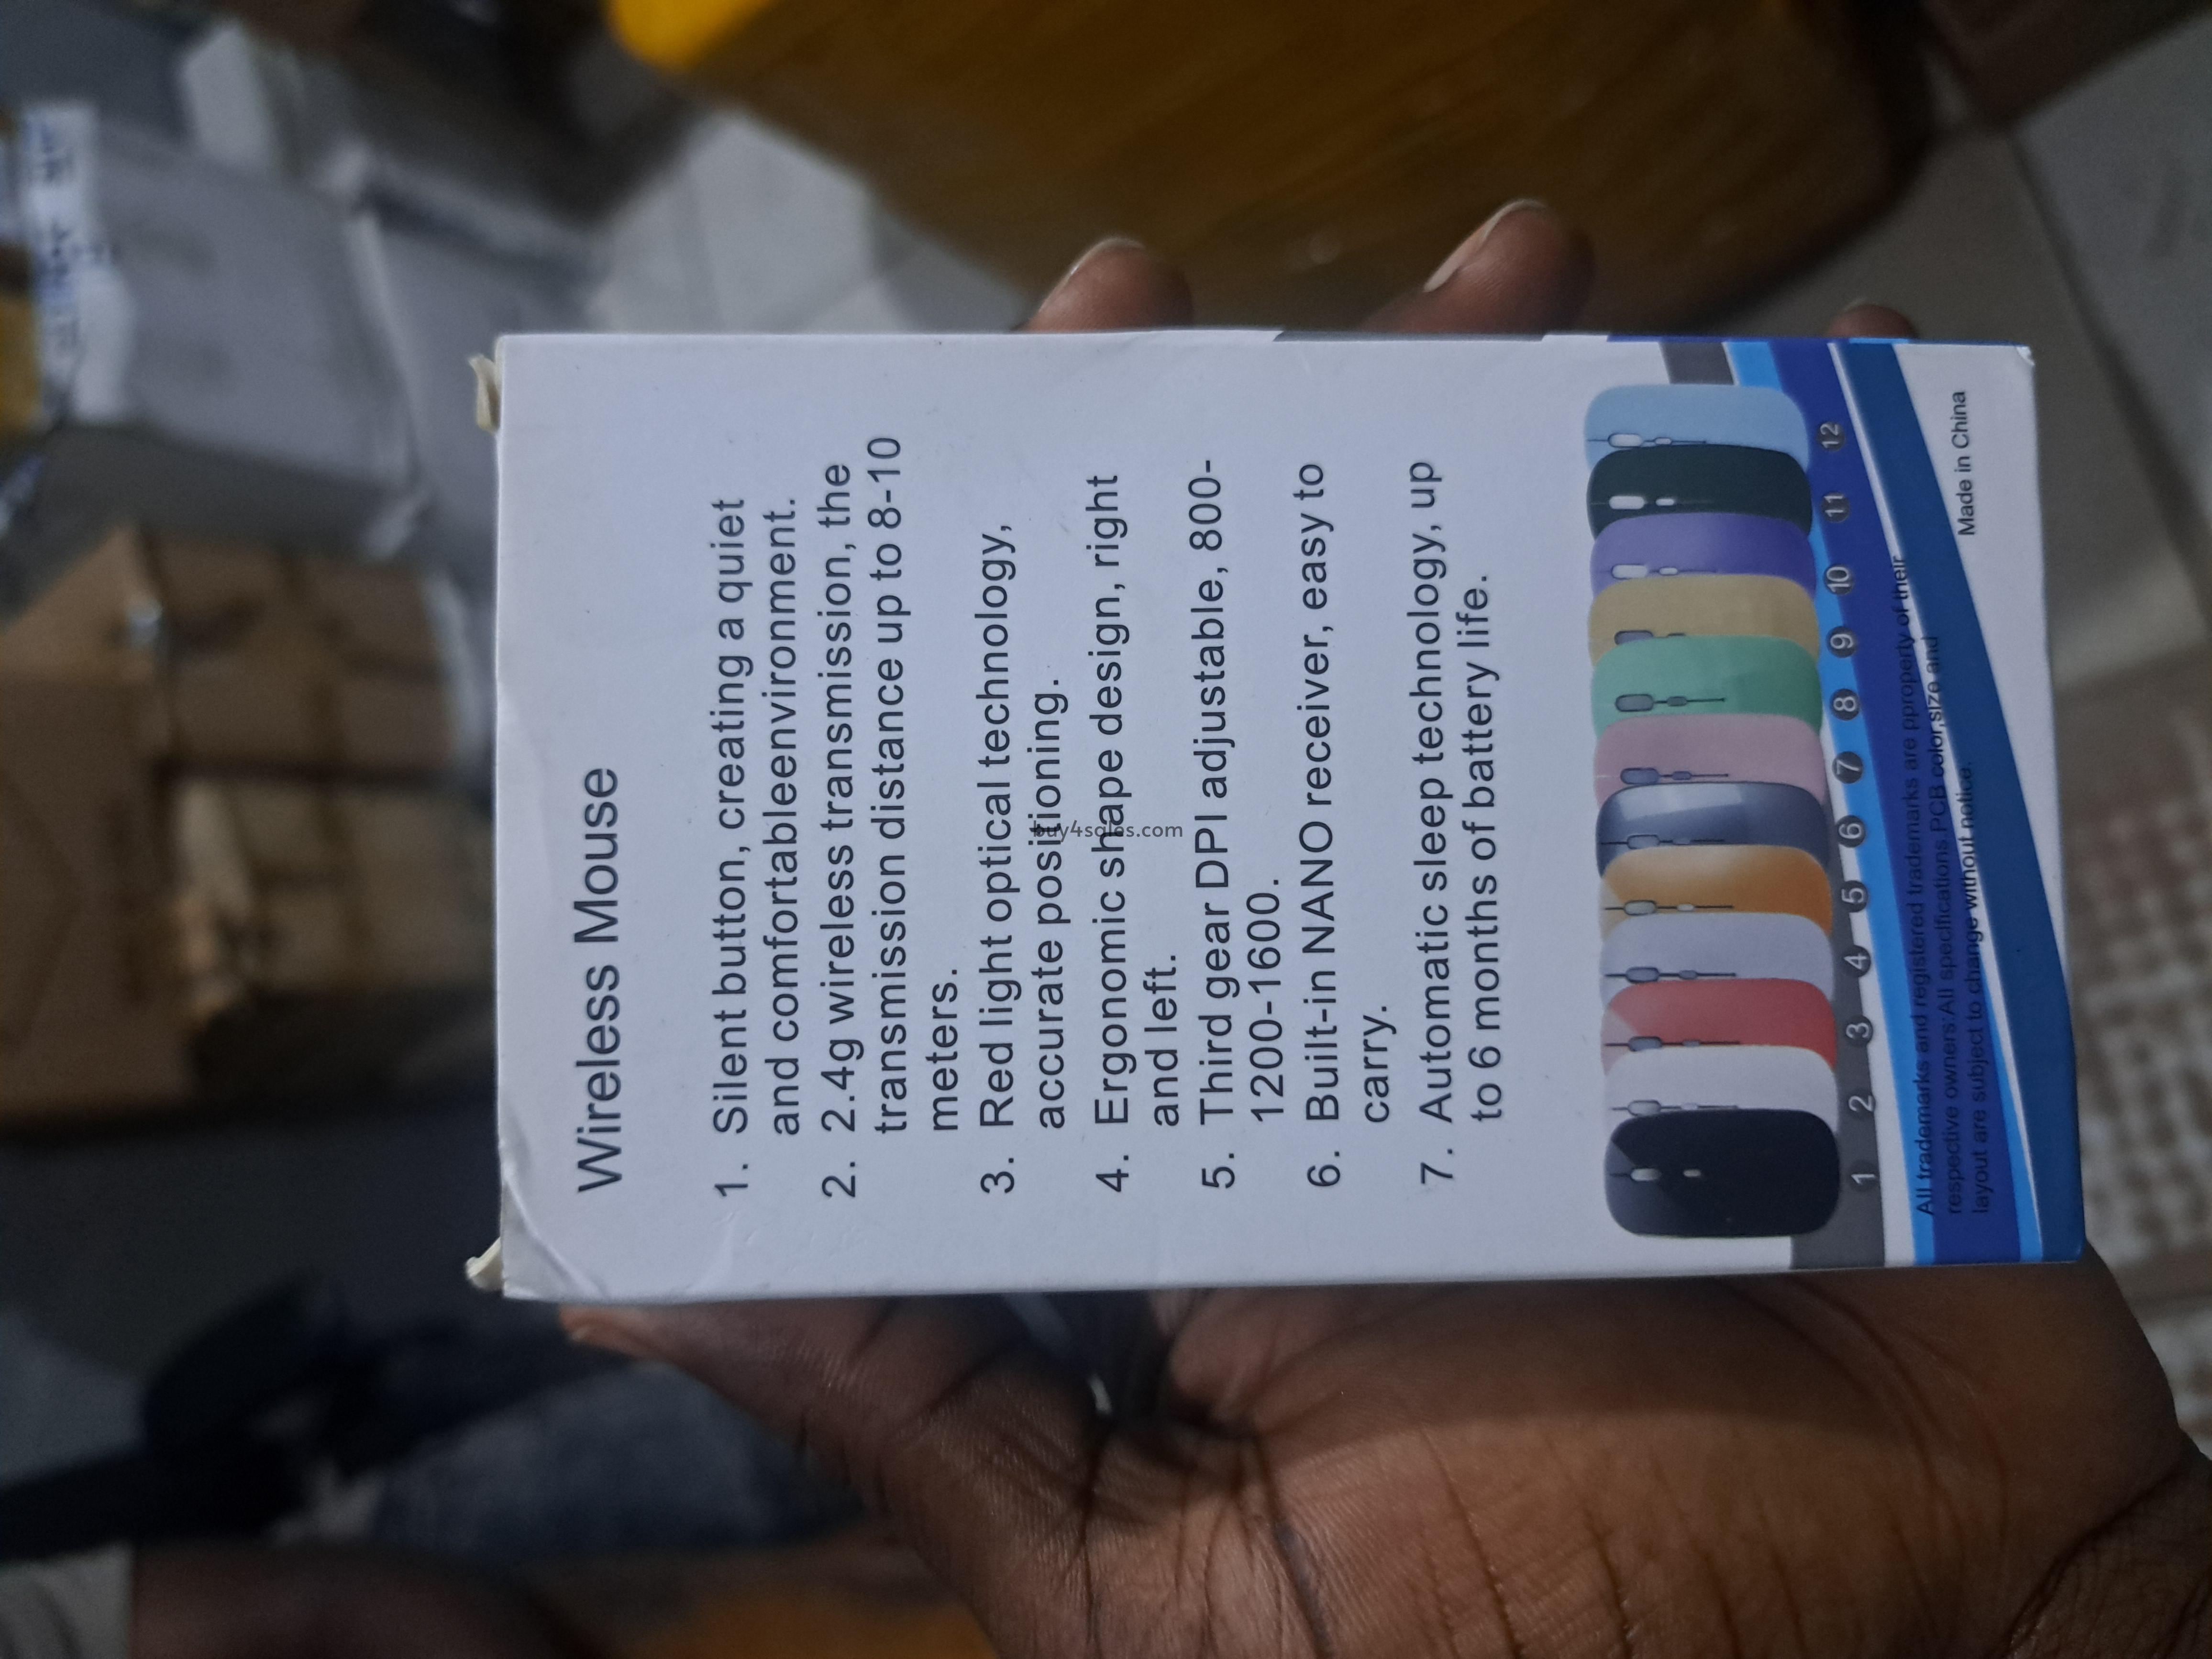 Wireless Mouse
1. Silent button, creating a quiet
and comfortableenvironment.
2. 2.4g wireless transmission, the
transmission distance up to 8-10
meters.
3. Red light optical technology,
accurate positioning.
4. Ergonomic shape design, right
and left.
5. Third gear DPI adjustable, 800-
1200-1600.
6. Built-in NANO receiver, easy to
carry.
7. Automatic sleep technology, up
to 6 months of battery life.
1 2 3 4 5 6 7 8 9 10 11 12
All trademarks and registered trademarks are pproperty of their
respective owners.All specifications.PCB color,size and
layout are subject to change without notice.
Made in China
buy4sales.com